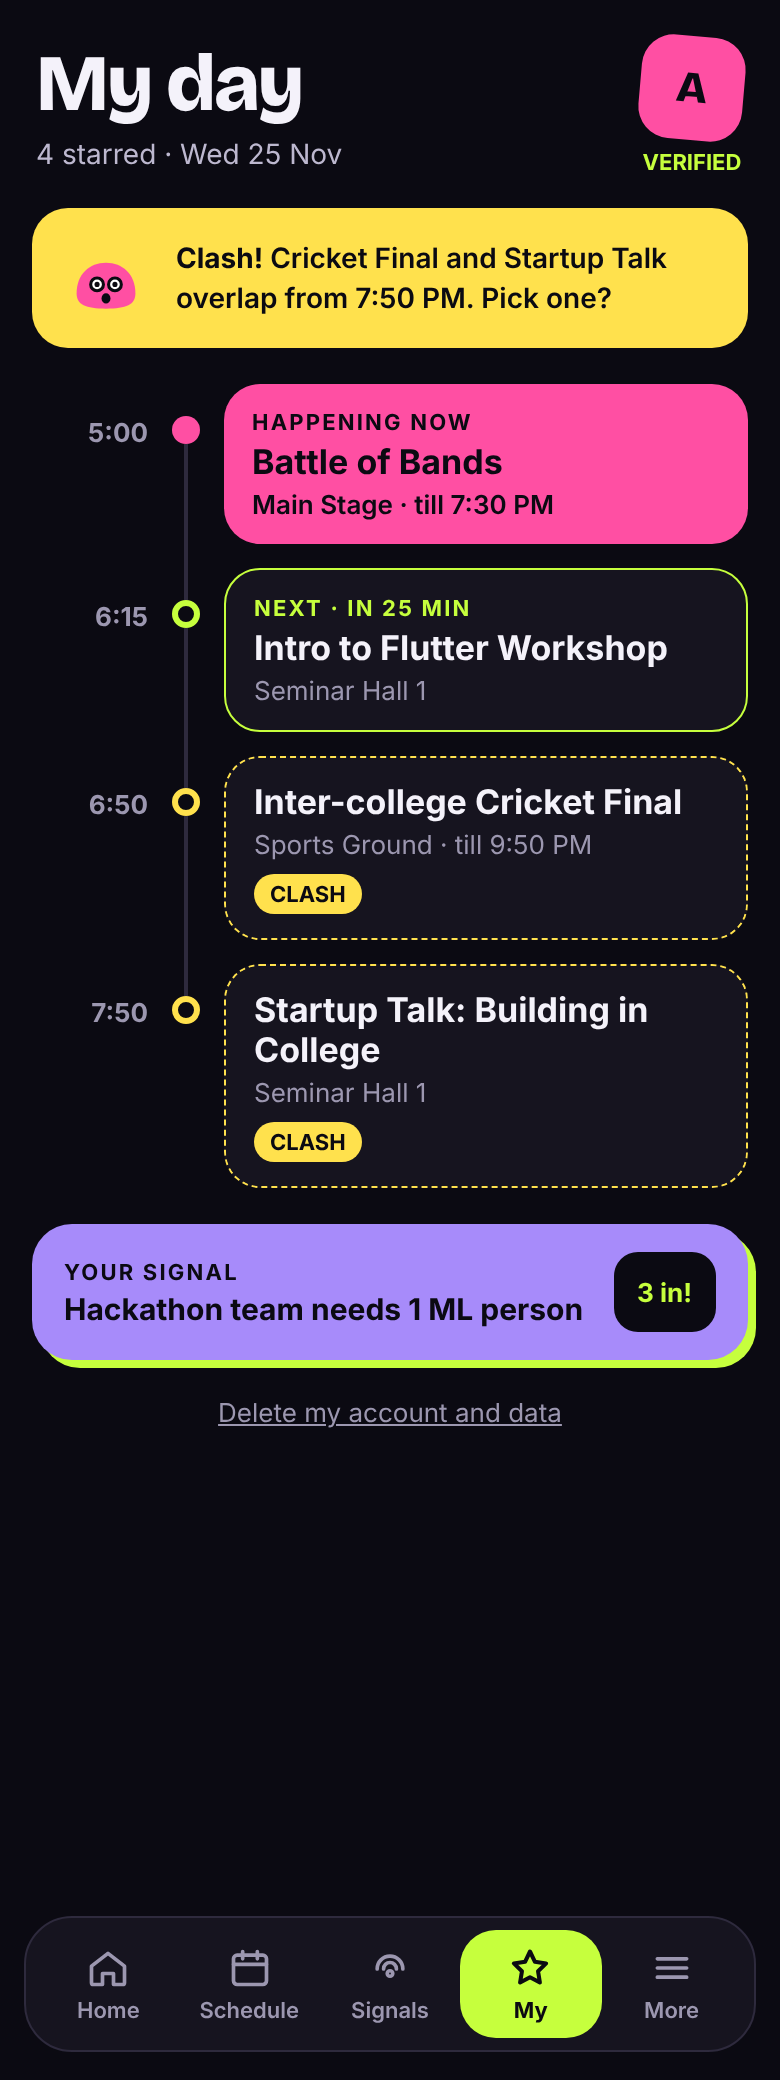 My day
4 starred · Wed 25 Nov
A
VERIFIED
Clash! Cricket Final and Startup Talk
overlap from 7:50 PM. Pick one?
5:00
HAPPENING NOW
Battle of Bands
Main Stage · till 7:30 PM
6:15
NEXT · IN 25 MIN
Intro to Flutter Workshop
Seminar Hall 1
6:50
Inter-college Cricket Final
Sports Ground · till 9:50 PM
CLASH
7:50
Startup Talk: Building in
College
Seminar Hall 1
CLASH
YOUR SIGNAL
Hackathon team needs 1 ML person
3 in!
Delete my account and data
Home
Schedule
Signals
My
More